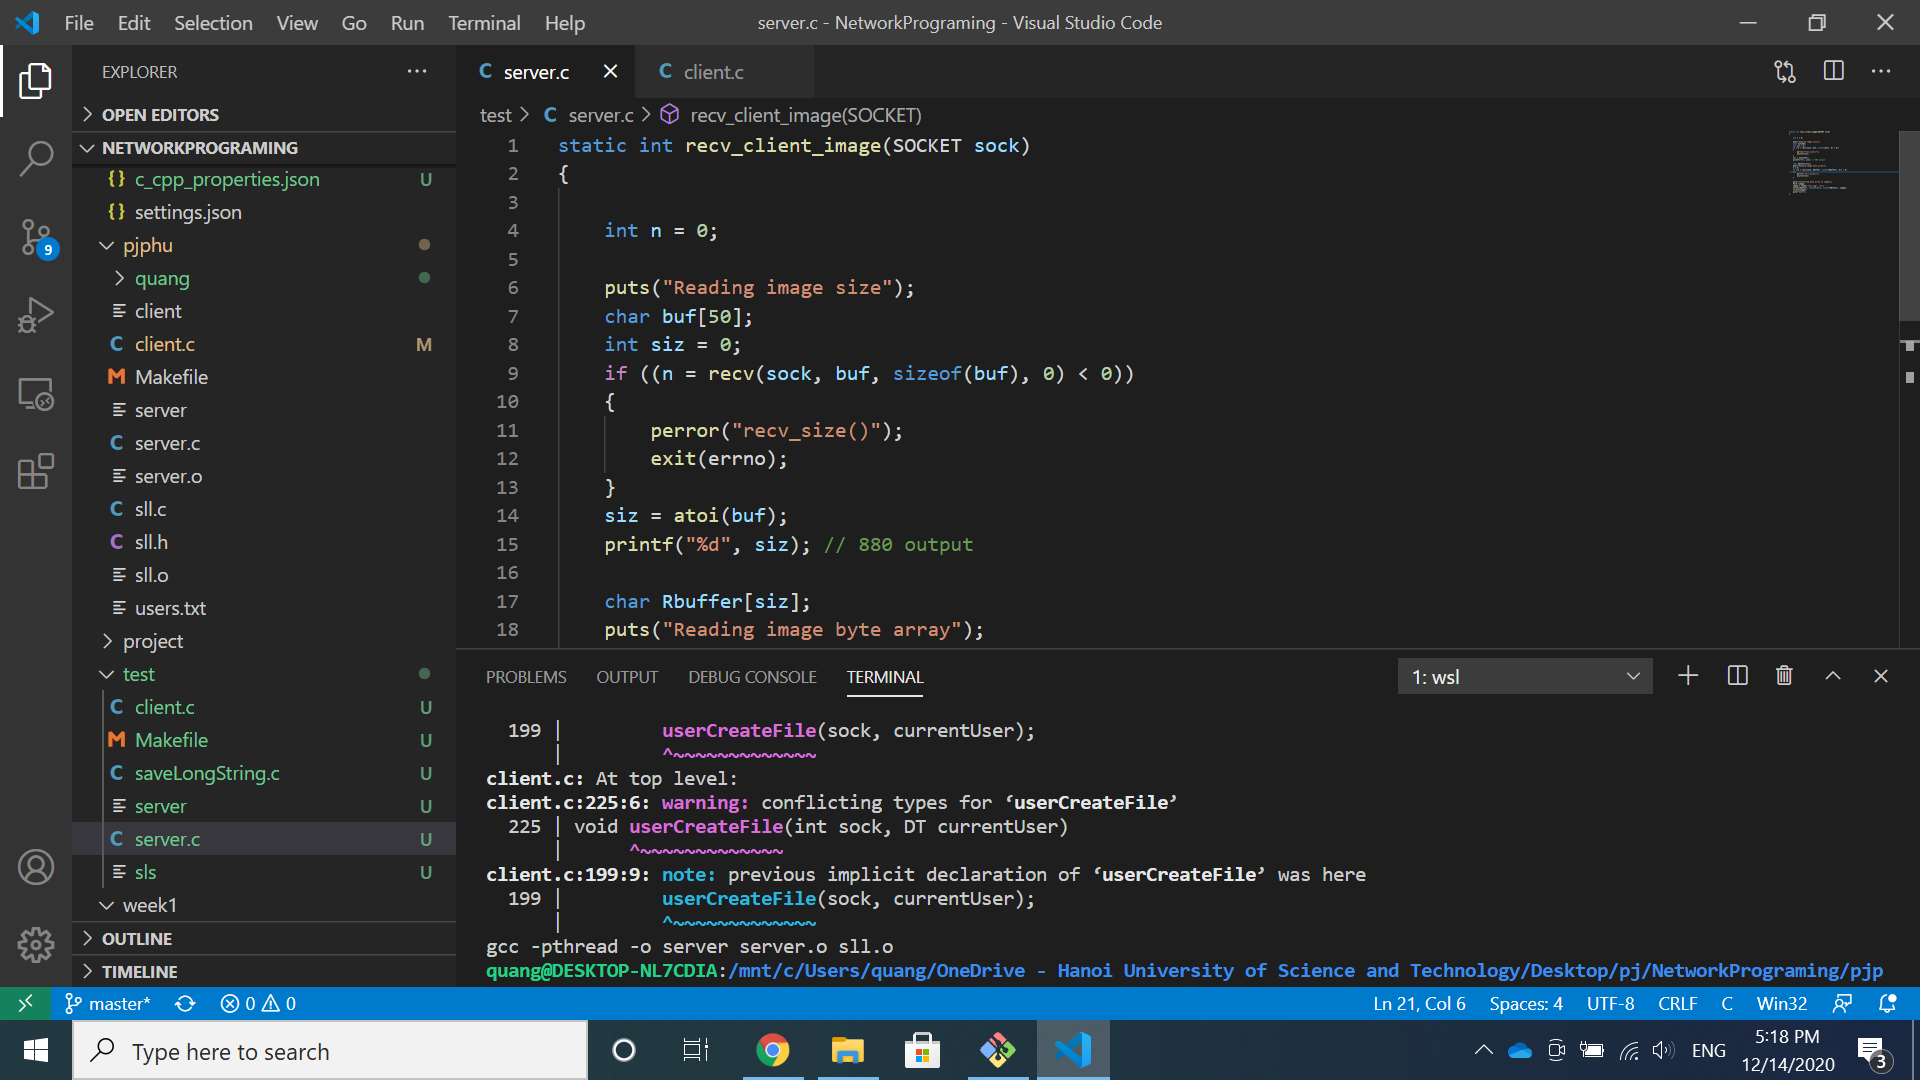 File Edit Selection View Go Run Terminal Help
server.c - NetworkPrograming - Visual Studio Code
EXPLORER
OPEN EDITORS
NETWORKPROGRAMING
{} c_cpp_properties.json U
{} settings.json
pjphu
quang
client
C client.c M
M Makefile
server
C server.c
server.o
C sll.c
C sll.h
sll.o
users.txt
project
test
C client.c U
M Makefile U
C saveLongString.c U
server U
C server.c U
sls U
week1
OUTLINE
TIMELINE
9
C server.c
C client.c
test > C server.c > recv_client_image(SOCKET)
1 static int recv_client_image(SOCKET sock)
2 {
3
4 int n = 0;
5
6 puts("Reading image size");
7 char buf[50];
8 int siz = 0;
9 if ((n = recv(sock, buf, sizeof(buf), 0) < 0))
10 {
11 perror("recv_size()");
12 exit(errno);
13 }
14 siz = atoi(buf);
15 printf("%d", siz); // 880 output
16
17 char Rbuffer[siz];
18 puts("Reading image byte array");
PROBLEMS OUTPUT DEBUG CONSOLE TERMINAL
1: wsl
199 | userCreateFile(sock, currentUser);
| ^~~~~~~~~~~~~~
client.c: At top level:
client.c:225:6: warning: conflicting types for ‘userCreateFile’
225 | void userCreateFile(int sock, DT currentUser)
| ^~~~~~~~~~~~~~
client.c:199:9: note: previous implicit declaration of ‘userCreateFile’ was here
199 | userCreateFile(sock, currentUser);
| ^~~~~~~~~~~~~~
gcc -pthread -o server server.o sll.o
quang@DESKTOP-NL7CDIA:/mnt/c/Users/quang/OneDrive - Hanoi University of Science and Technology/Desktop/pj/NetworkPrograming/pjp
master* 0 0
Ln 21, Col 6 Spaces: 4 UTF-8 CRLF C Win32
Type here to search
ENG
5:18 PM
12/14/2020
3